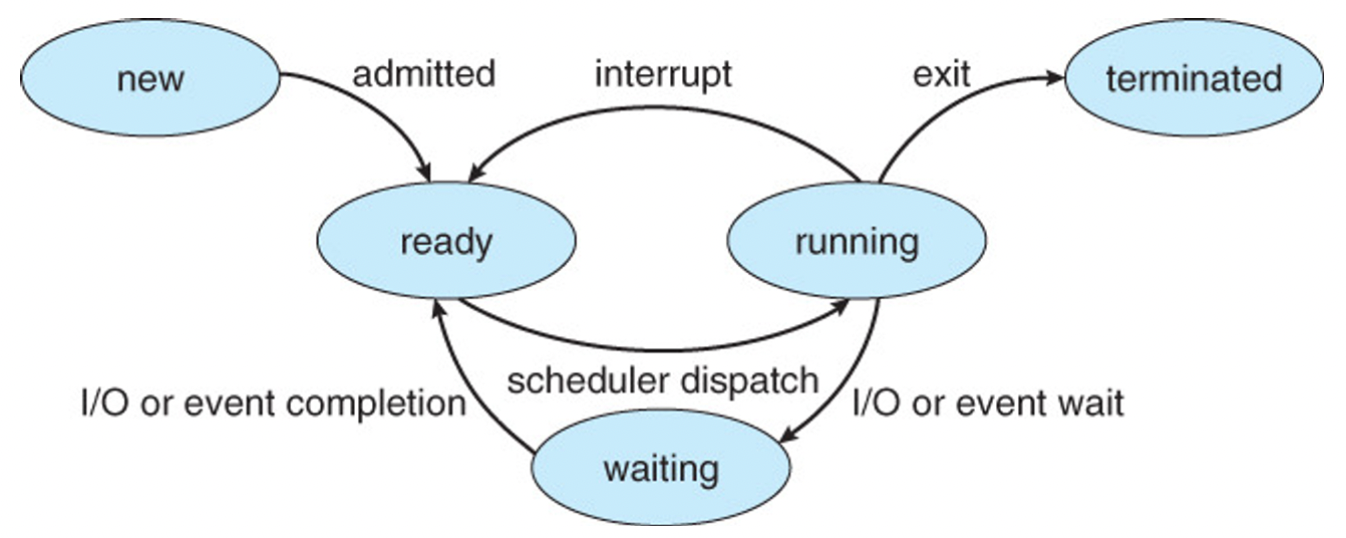 new
admitted
interrupt
exit
terminated
ready
running
scheduler dispatch
I/O or event completion
I/O or event wait
waiting